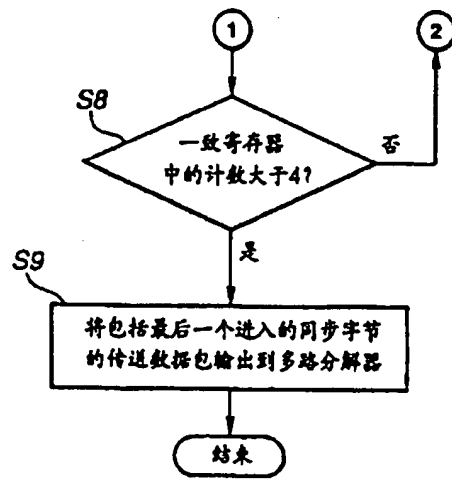 1
2
S8
一致寄存器
中的计数大于4?
否
是
S9
将包括最后一个进入的同步字节
的传送数据包输出到多路分解器
结束